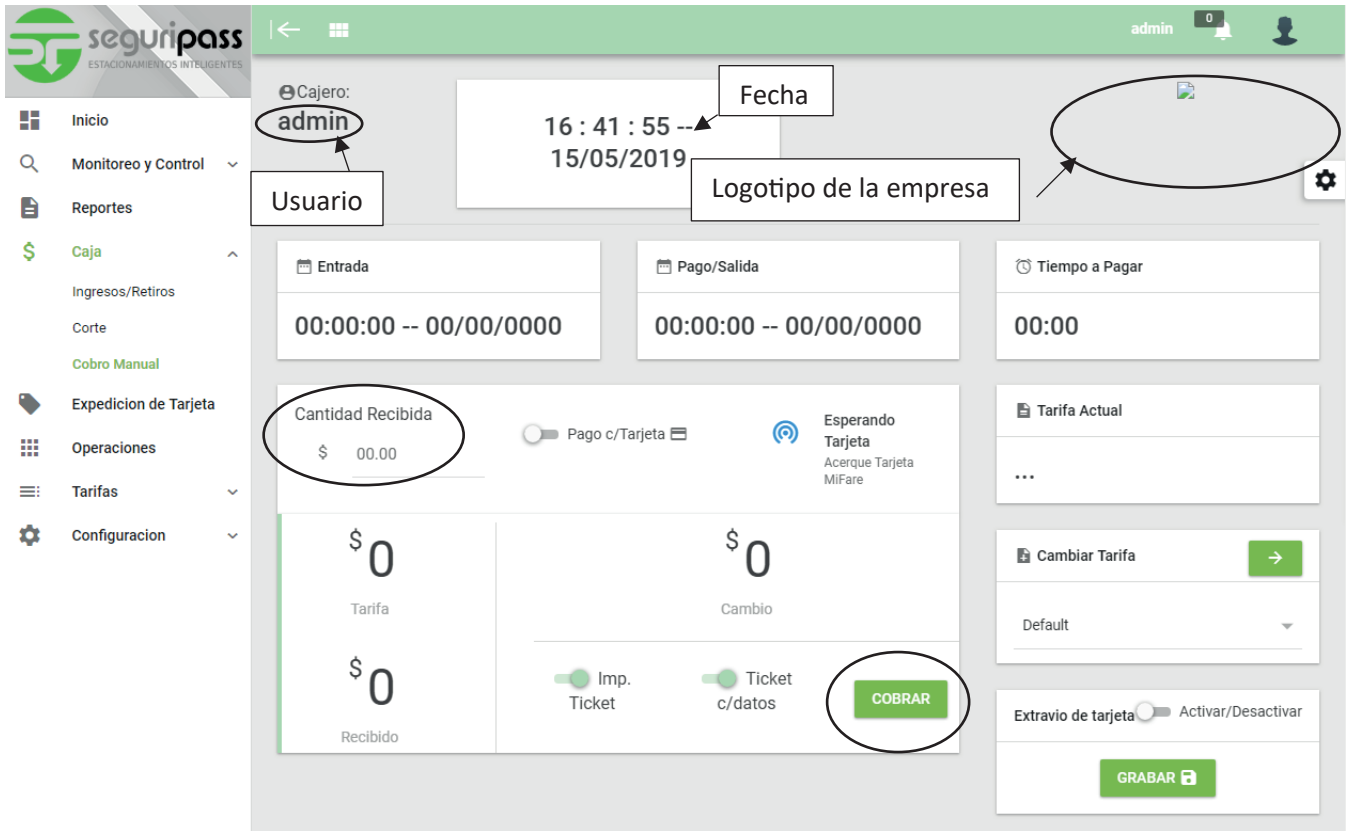 seguripass
ESTACIONAMIENTOS INTELIGENTES
admin
0
Inicio
Monitoreo y Control
Reportes
Caja
Ingresos/Retiros
Corte
Cobro Manual
Expedicion de Tarjeta
Operaciones
Tarifas
Configuracion
Cajero:
admin
Usuario
16 : 41 : 55 --
15/05/2019
Fecha
Logotipo de la empresa
Entrada
00:00:00 -- 00/00/0000
Pago/Salida
00:00:00 -- 00/00/0000
Tiempo a Pagar
00:00
Cantidad Recibida
$ 00.00
Pago c/Tarjeta
Esperando
Tarjeta
Acerque Tarjeta
MiFare
Tarifa Actual
...
$ 0
Tarifa
$ 0
Cambio
$ 0
Recibido
Imp.
Ticket
Ticket
c/datos
COBRAR
Cambiar Tarifa
Default
Extravio de tarjeta Activar/Desactivar
GRABAR